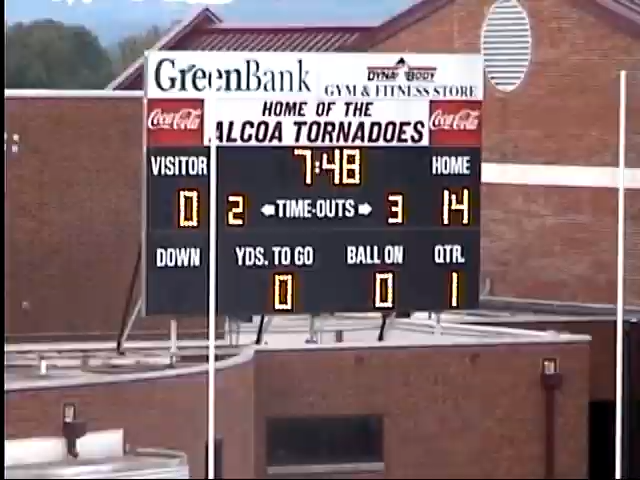 GreenBank
DYNA BODY
GYM & FITNESS STORE
Coca-Cola
HOME OF THE
ALCOA TORNADOES
Coca-Cola
VISITOR 7:48 HOME
0 2 TIME-OUTS 3 14
DOWN YDS. TO GO BALL ON QTR.
0 0 1